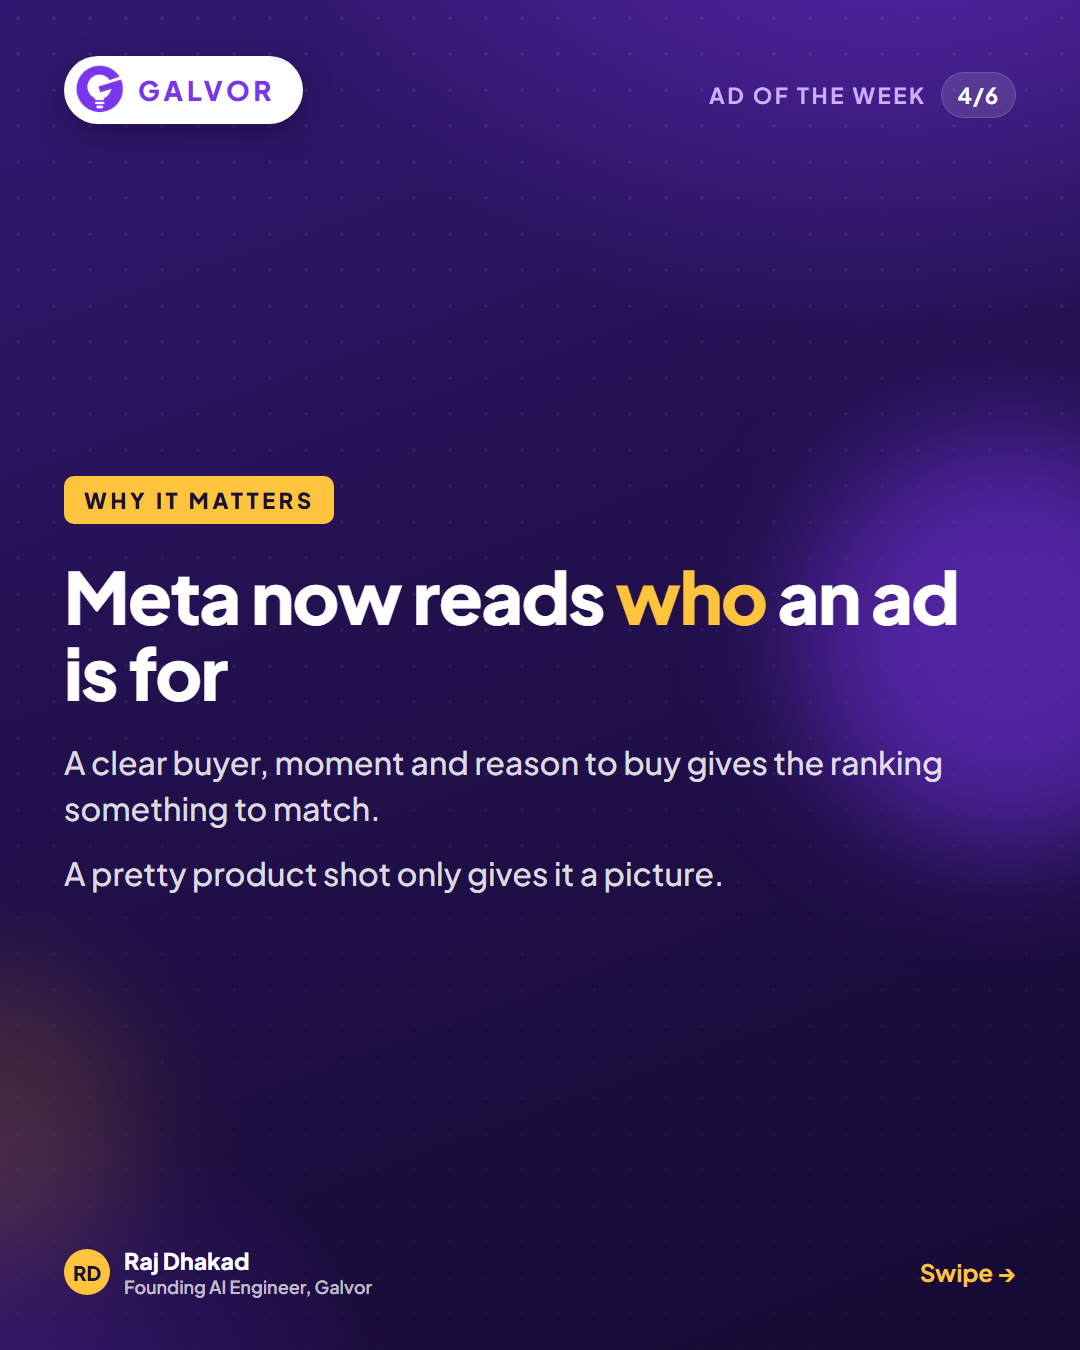 GALVOR
AD OF THE WEEK 4/6
WHY IT MATTERS
Meta now reads who an ad
is for
A clear buyer, moment and reason to buy gives the ranking
something to match.
A pretty product shot only gives it a picture.
RD
Raj Dhakad
Founding AI Engineer, Galvor
Swipe →